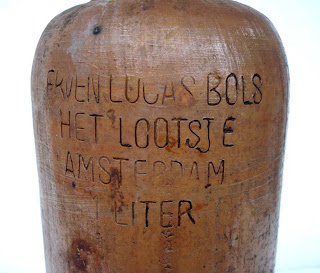 ERVEN LUCAS BOLS
HET LOOTSJE
AMSTERDAM
1 LITER